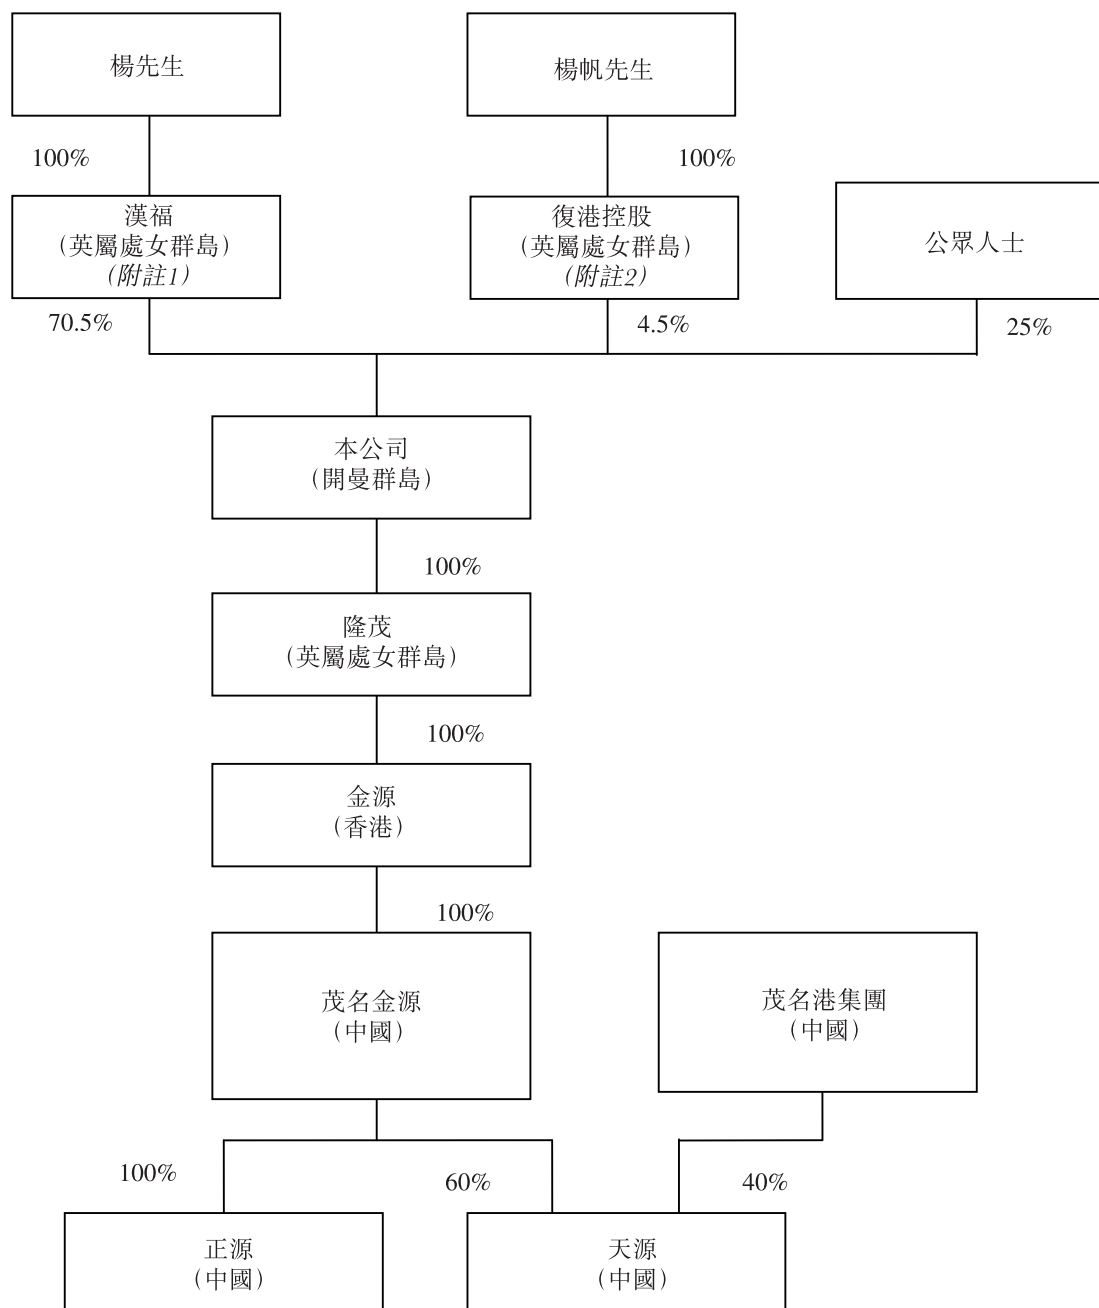 楊先生
楊帆先生
100%
100%
漢福
(英屬處女群島)
(附註1)
復港控股
(英屬處女群島)
(附註2)
公眾人士
70.5%
4.5%
25%
本公司
(開曼群島)
100%
隆茂
(英屬處女群島)
100%
金源
(香港)
100%
茂名金源
(中國)
茂名港集團
(中國)
100%
60%
40%
正源
(中國)
天源
(中國)